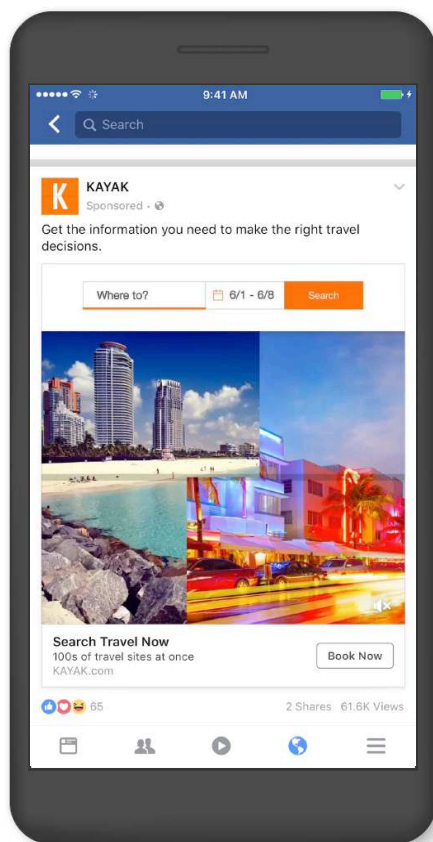 9:41 AM
Search
K
KAYAK
Sponsored ·
Get the information you need to make the right travel
decisions.
Where to?
6/1 - 6/8
Search
Search Travel Now
100s of travel sites at once
KAYAK.com
Book Now
65
2 Shares 61.6K Views